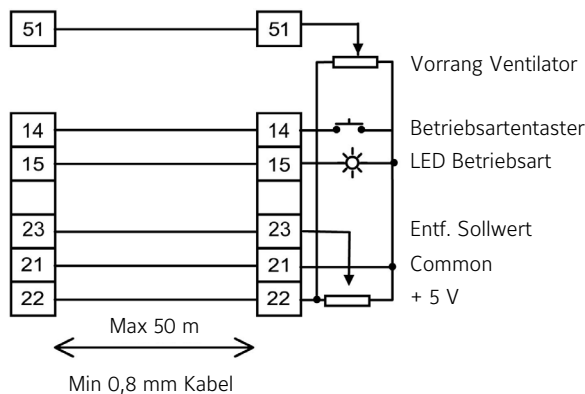 51 51
Vorrang Ventilator
14 14 Betriebsartentaster
15 15 LED Betriebsart
23 23 Entf. Sollwert
21 21 Common
22 22 + 5 V
Max 50 m
Min 0,8 mm Kabel